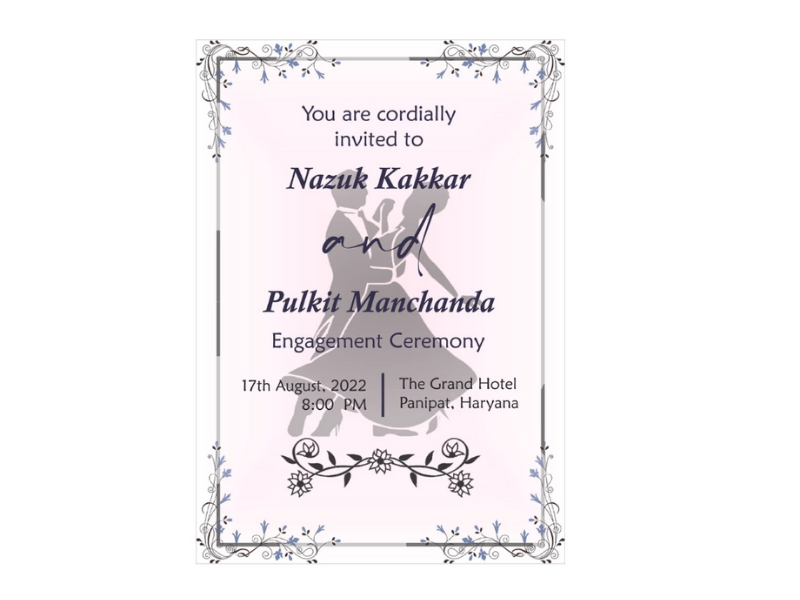 You are cordially
invited to
Nazuk Kakkar
and
Pulkit Manchanda
Engagement Ceremony
17th August, 2022
8:00 PM
The Grand Hotel
Panipat, Haryana